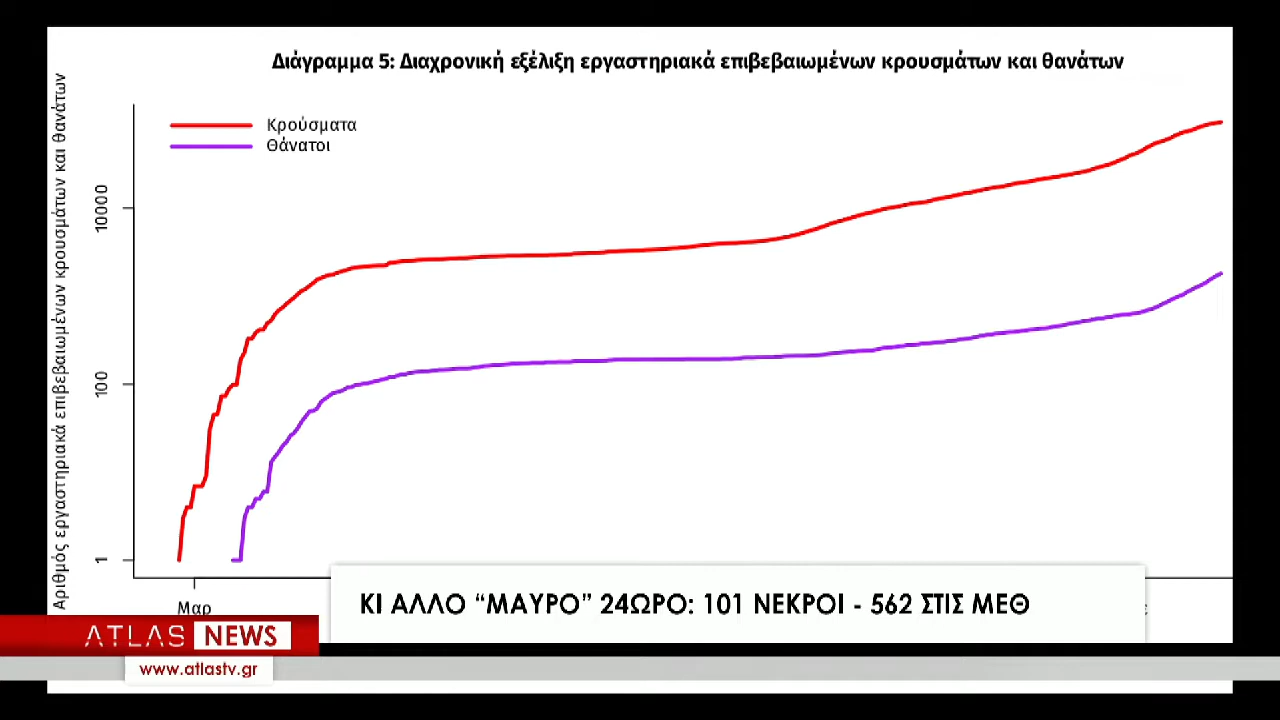 Διάγραμμα 5: Διαχρονική εξέλιξη εργαστηριακά επιβεβαιωμένων κρουσμάτων και θανάτων
Αριθμός εργαστηριακά επιβεβαιωμένων κρουσμάτων και θανάτων
Κρούσματα
Θάνατοι
10000
100
1
Μαρ
ΚΙ ΑΛΛΟ “ΜΑΥΡΟ” 24ΩΡΟ: 101 ΝΕΚΡΟΙ - 562 ΣΤΙΣ ΜΕΘ
ATLAS NEWS
www.atlastv.gr